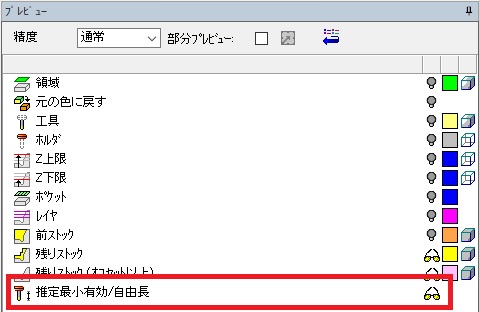 プレビュー
精度 通常 部分プレビュー:
領域
元の色に戻す
工具
ホルダ
Z上限
Z下限
ポケット
レイヤ
前ストック
残りストック
残りストック(オフセット以上)
推定最小有効/自由長